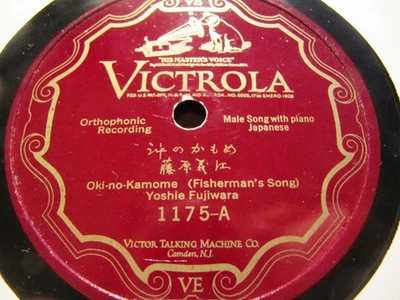 VE
"HIS MASTER'S VOICE"
VICTROLA
Orthophonic
Recording
Male Song with piano
Japanese
沖のかもめ
藤原義江
Oki-no-Kamome (Fisherman's Song)
Yoshie Fujiwara
1175-A
VICTOR TALKING MACHINE CO.
Camden, N.J.
VE